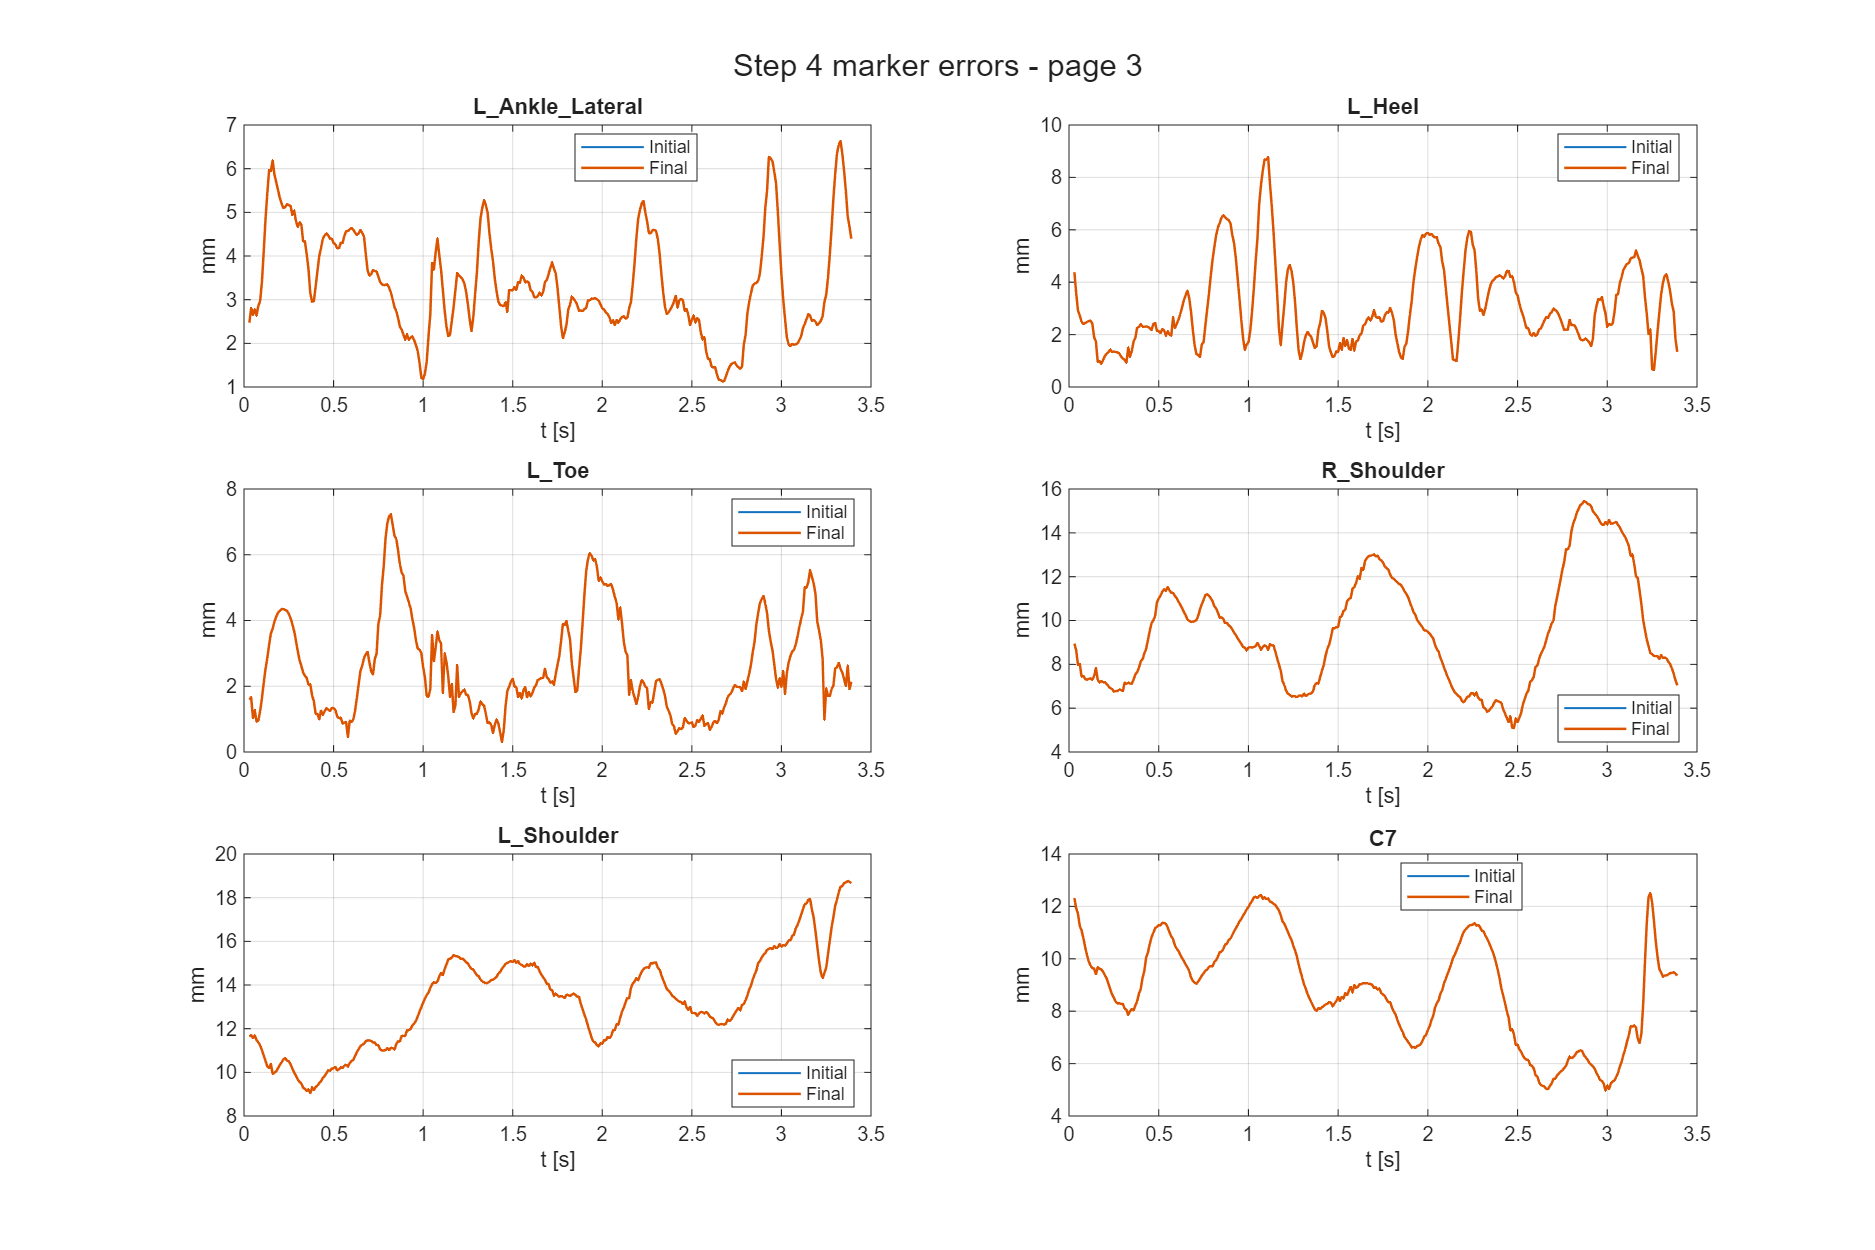 Step 4 marker errors - page 3
L_Ankle_Lateral
7
6
5
4
3
2
1
mm
0 0.5 1 1.5 2 2.5 3 3.5
t [s]
Initial
Final
L_Heel
10
8
6
4
2
0
mm
0 0.5 1 1.5 2 2.5 3 3.5
t [s]
Initial
Final
L_Toe
8
6
4
2
0
mm
0 0.5 1 1.5 2 2.5 3 3.5
t [s]
Initial
Final
R_Shoulder
16
14
12
10
8
6
4
mm
0 0.5 1 1.5 2 2.5 3 3.5
t [s]
Initial
Final
L_Shoulder
20
18
16
14
12
10
8
mm
0 0.5 1 1.5 2 2.5 3 3.5
t [s]
Initial
Final
C7
14
12
10
8
6
4
mm
0 0.5 1 1.5 2 2.5 3 3.5
t [s]
Initial
Final